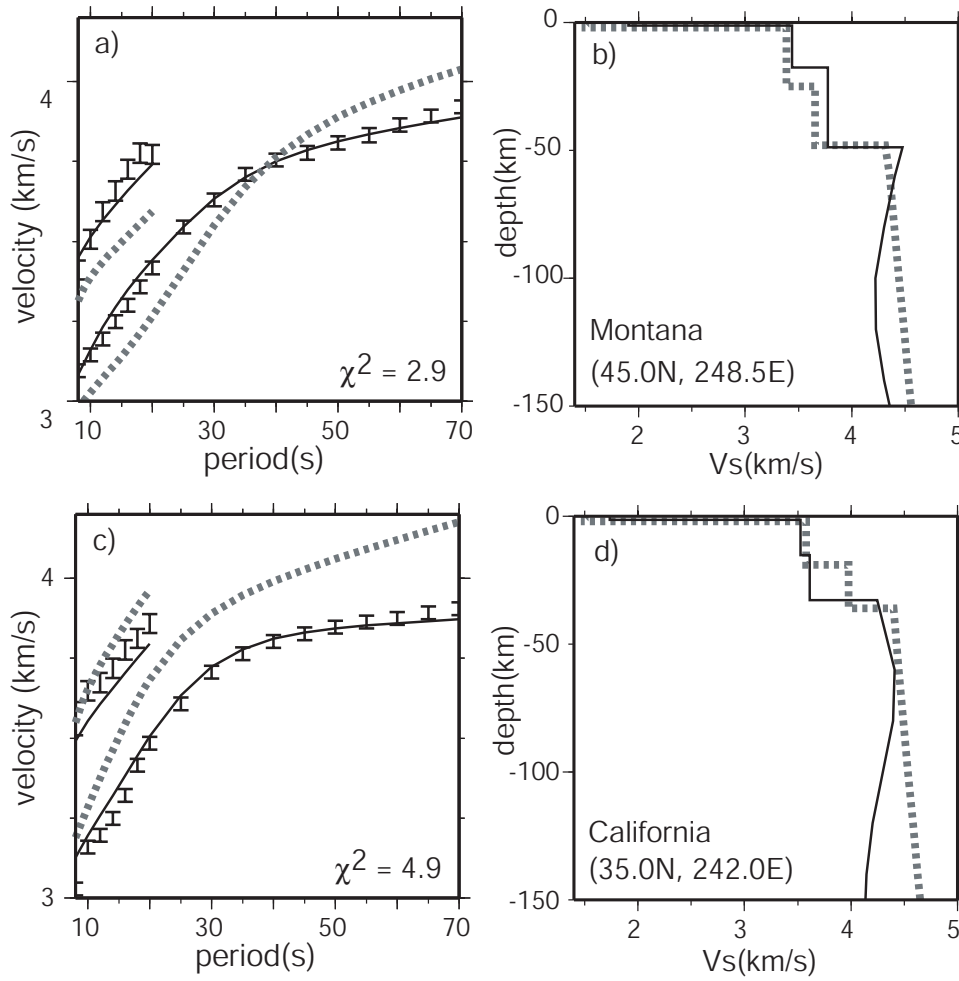 a)
4
3
velocity (km/s)
χ2 = 2.9
10 30 50 70
period(s)
b)
0
-50
-100
-150
depth(km)
Montana
(45.0N, 248.5E)
2 3 4 5
Vs(km/s)
c)
4
3
velocity (km/s)
χ2 = 4.9
10 30 50 70
period(s)
d)
0
-50
-100
-150
depth(km)
California
(35.0N, 242.0E)
2 3 4 5
Vs(km/s)